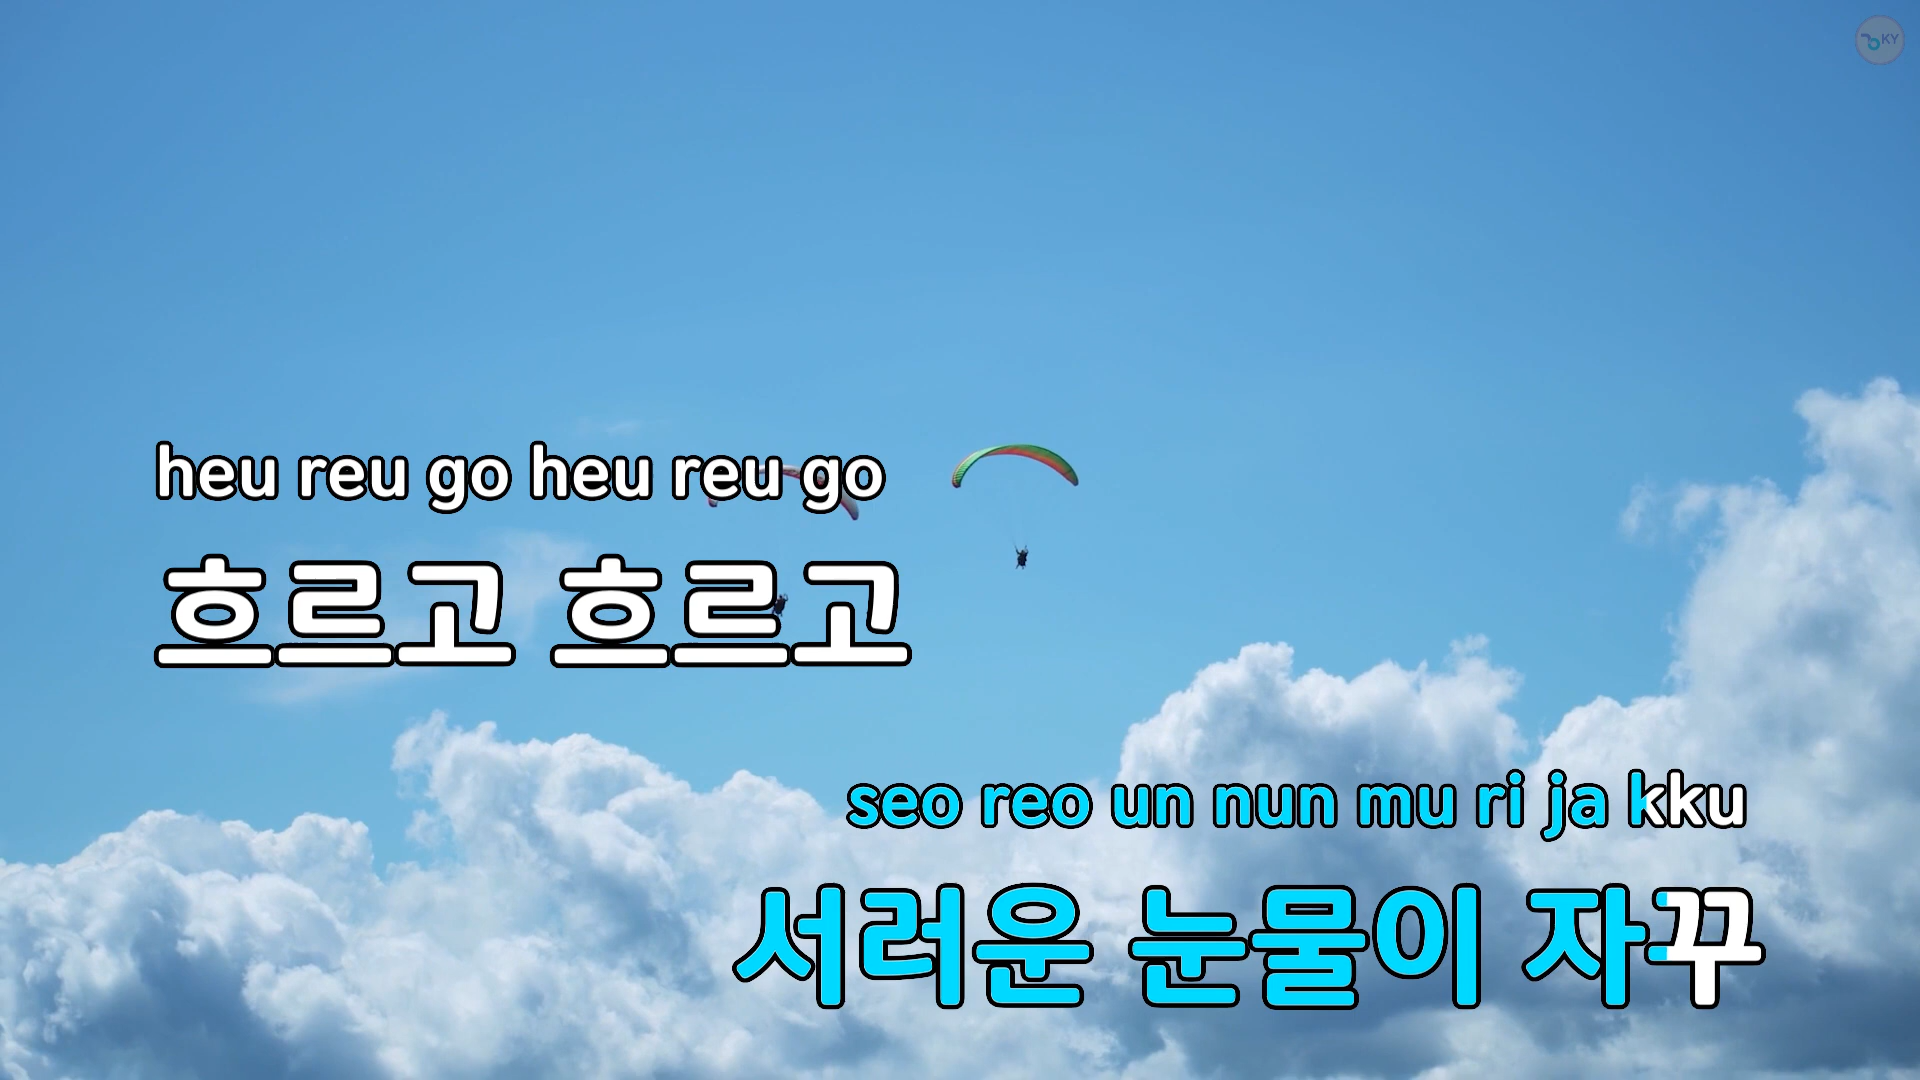 KY
heu reu go heu reu go
흐르고 흐르고
seo reo un nun mu ri ja kku
서러운 눈물이 자꾸